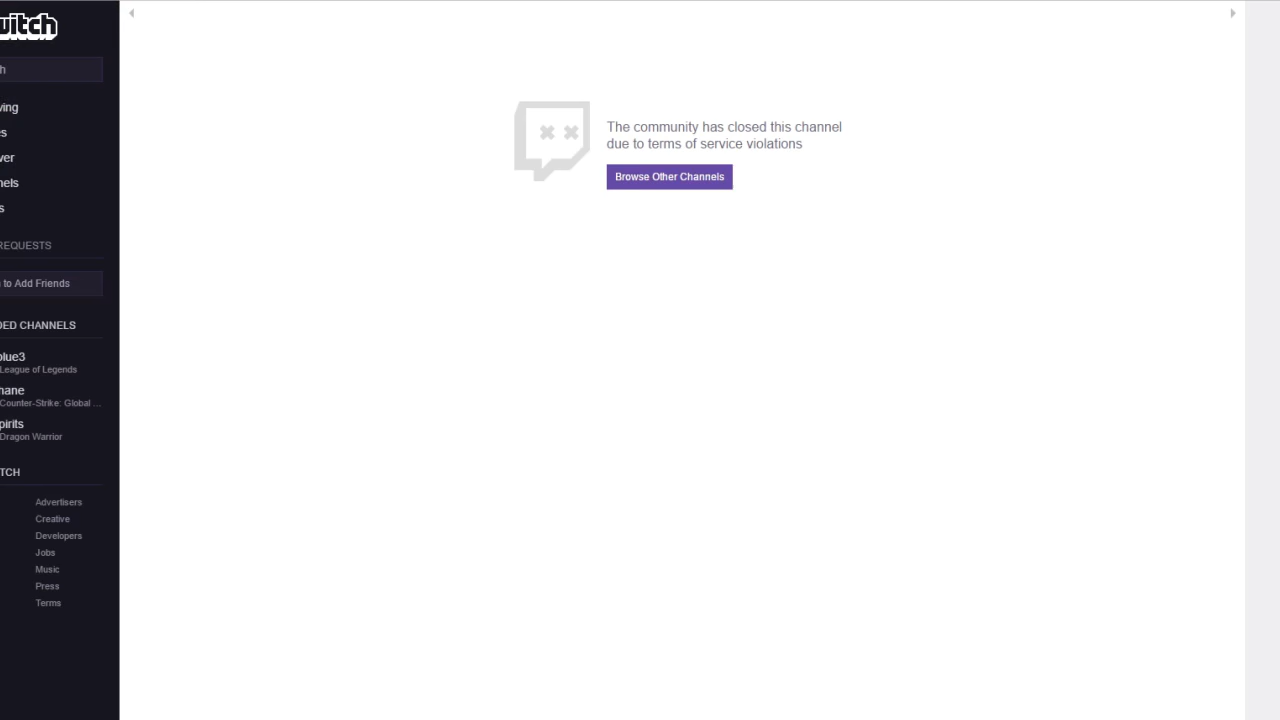 witch
h
ving
es
ver
nels
s
REQUESTS
to Add Friends
DED CHANNELS
blue3
League of Legends
hane
Counter-Strike: Global ...
pirits
Dragon Warrior
TCH
Advertisers
Creative
Developers
Jobs
Music
Press
Terms
The community has closed this channel
due to terms of service violations
Browse Other Channels